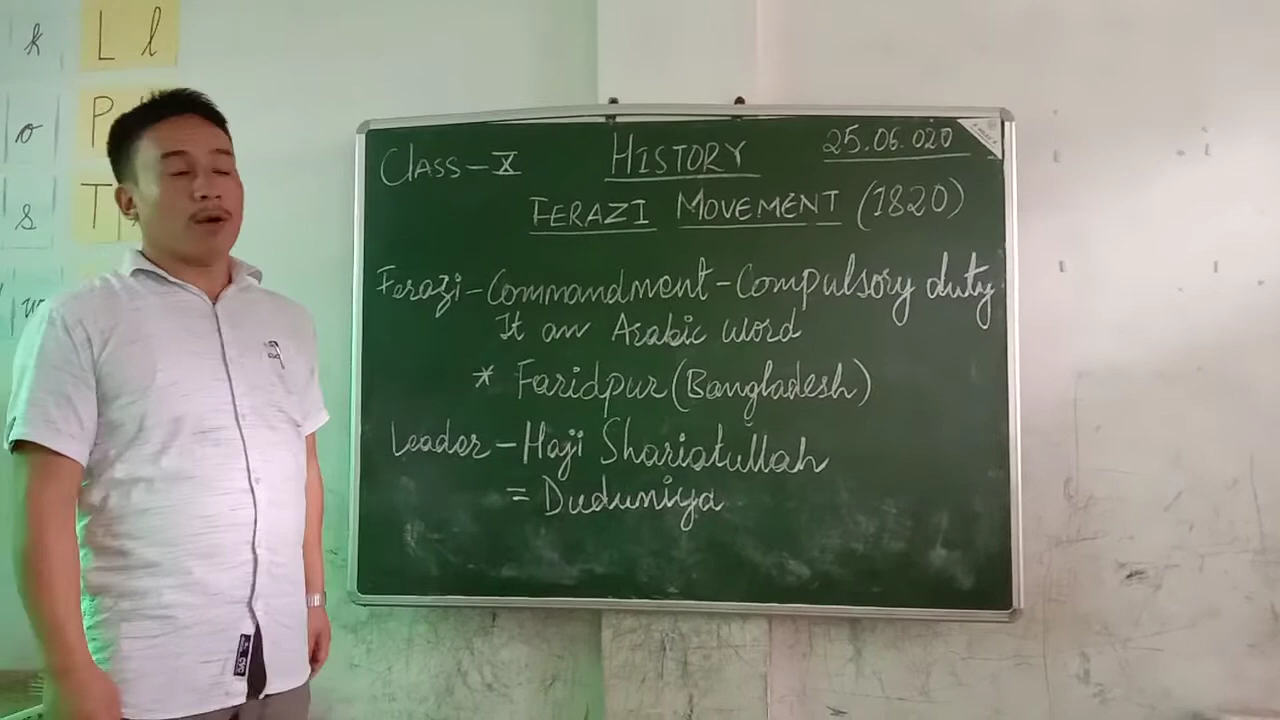 k L l
o P
s T
CLASS-X HISTORY 25.06.020
FERAZI MOVEMENT (1820)
Ferazi-Commandment-Compulsory duty
It an Arabic word
* Faridpur (Bangladesh)
Leader - Haji Shariatullah
= Duduniya